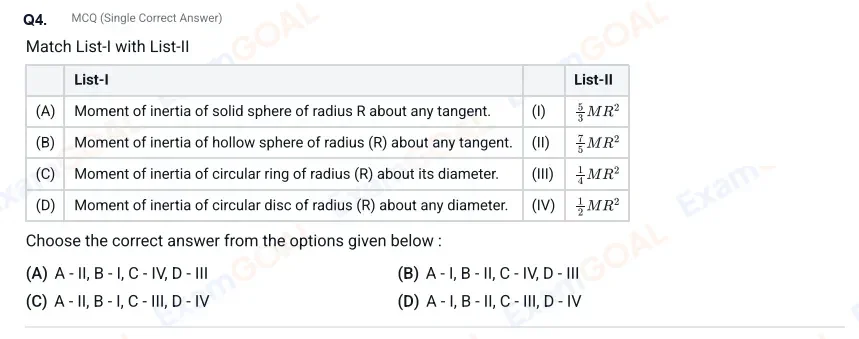 Q4. MCQ (Single Correct Answer)
Match List-I with List-II
List-I List-II
(A) Moment of inertia of solid sphere of radius R about any tangent. (I) 5/3 MR²
(B) Moment of inertia of hollow sphere of radius (R) about any tangent. (II) 7/5 MR²
(C) Moment of inertia of circular ring of radius (R) about its diameter. (III) 1/4 MR²
(D) Moment of inertia of circular disc of radius (R) about any diameter. (IV) 1/2 MR²
Choose the correct answer from the options given below :
(A) A - II, B - I, C - IV, D - III (B) A - I, B - II, C - IV, D - III
(C) A - II, B - I, C - III, D - IV (D) A - I, B - II, C - III, D - IV
ExamGOAL